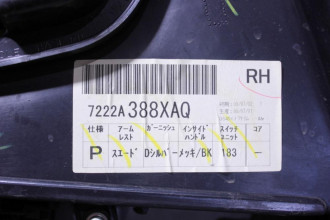 RH
7222A388XAQ
仕様 アームレスト ガーニッシュ インサイドハンドル スイッチユニット コア
P スエード Dシルバー メッキ/BK 183 ー